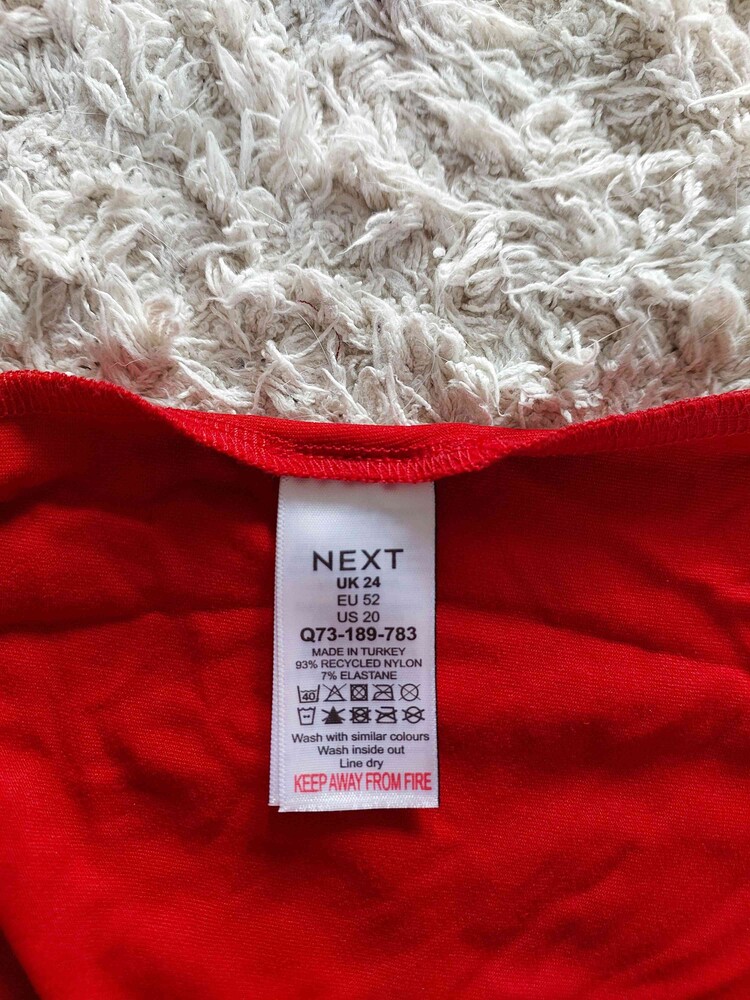 NEXT
UK 24
EU 52
US 20
Q73-189-783
MADE IN TURKEY
93% RECYCLED NYLON
7% ELASTANE
40
Wash with similar colours
Wash inside out
Line dry
KEEP AWAY FROM FIRE